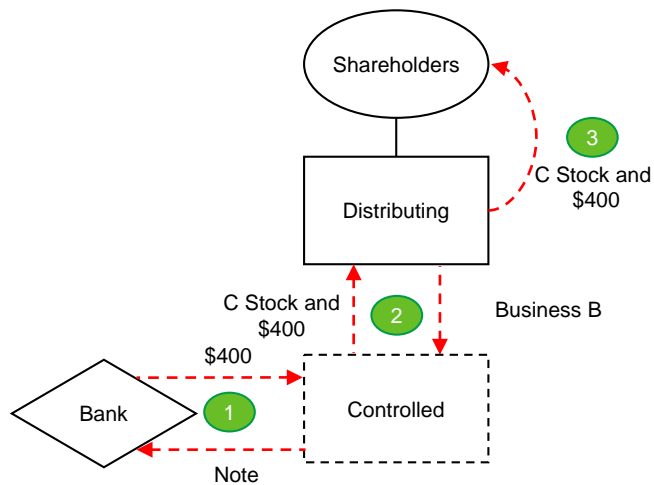 Shareholders
3
C Stock and
$400
Distributing
C Stock and
$400
2
Business B
$400
Bank
1
Controlled
Note